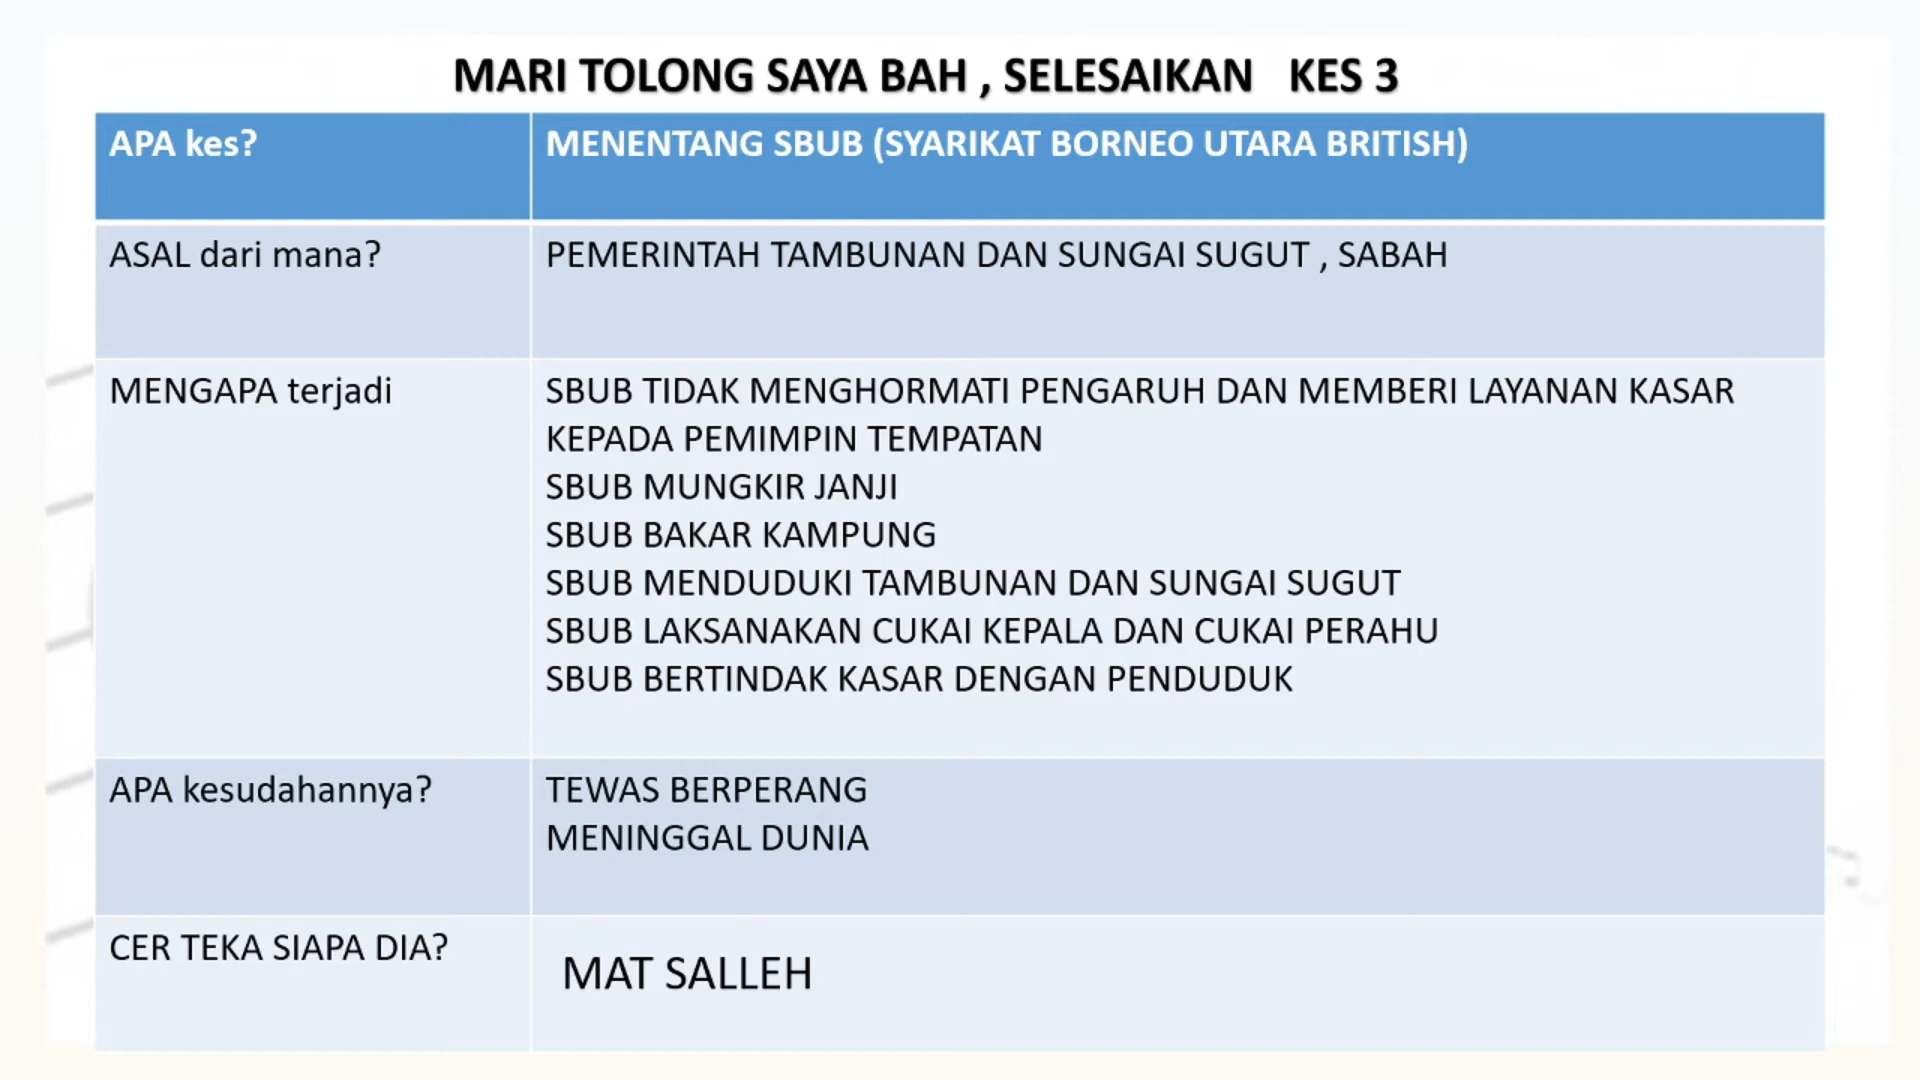 MARI TOLONG SAYA BAH , SELESAIKAN KES 3
APA kes?
MENENTANG SBUB (SYARIKAT BORNEO UTARA BRITISH)
ASAL dari mana?
PEMERINTAH TAMBUNAN DAN SUNGAI SUGUT , SABAH
MENGAPA terjadi
SBUB TIDAK MENGHORMATI PENGARUH DAN MEMBERI LAYANAN KASAR
KEPADA PEMIMPIN TEMPATAN
SBUB MUNGKIR JANJI
SBUB BAKAR KAMPUNG
SBUB MENDUDUKI TAMBUNAN DAN SUNGAI SUGUT
SBUB LAKSANAKAN CUKAI KEPALA DAN CUKAI PERAHU
SBUB BERTINDAK KASAR DENGAN PENDUDUK
APA kesudahannya?
TEWAS BERPERANG
MENINGGAL DUNIA
CER TEKA SIAPA DIA?
MAT SALLEH